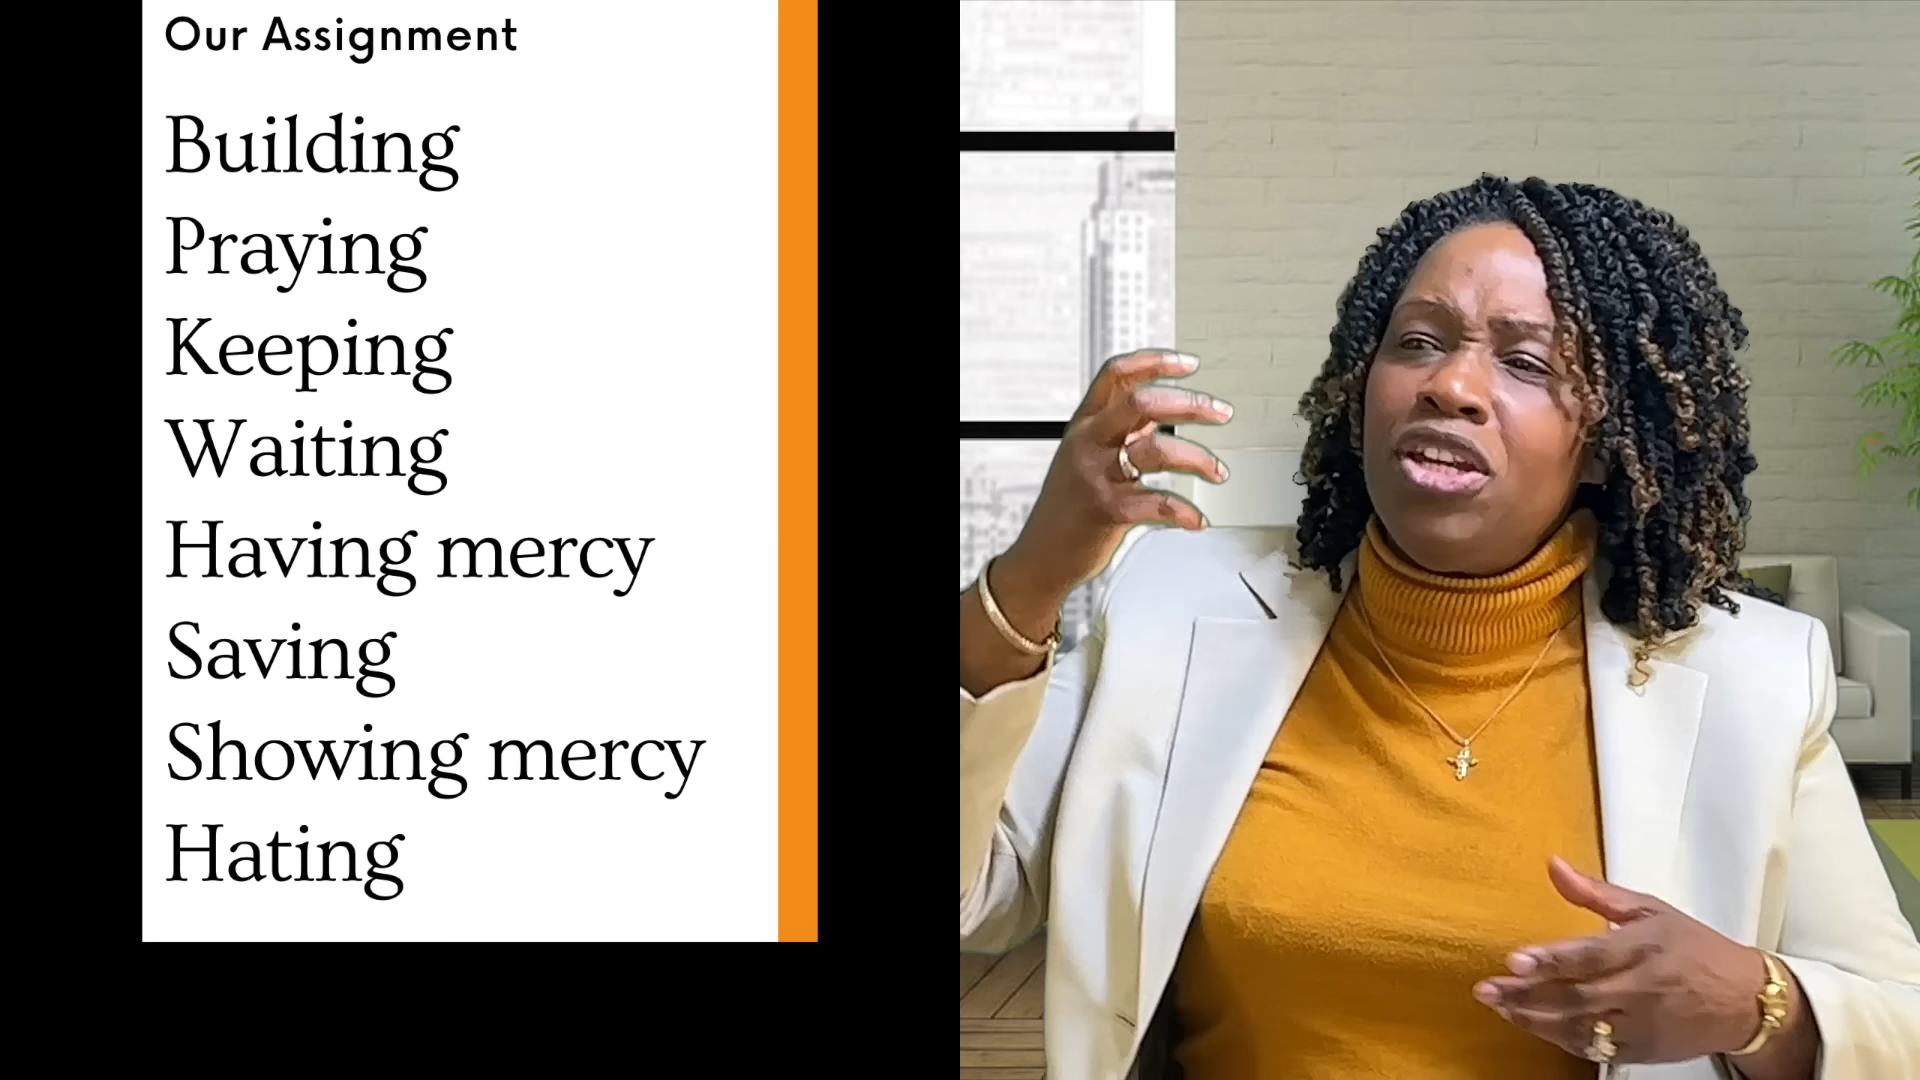 Our Assignment
Building
Praying
Keeping
Waiting
Having mercy
Saving
Showing mercy
Hating